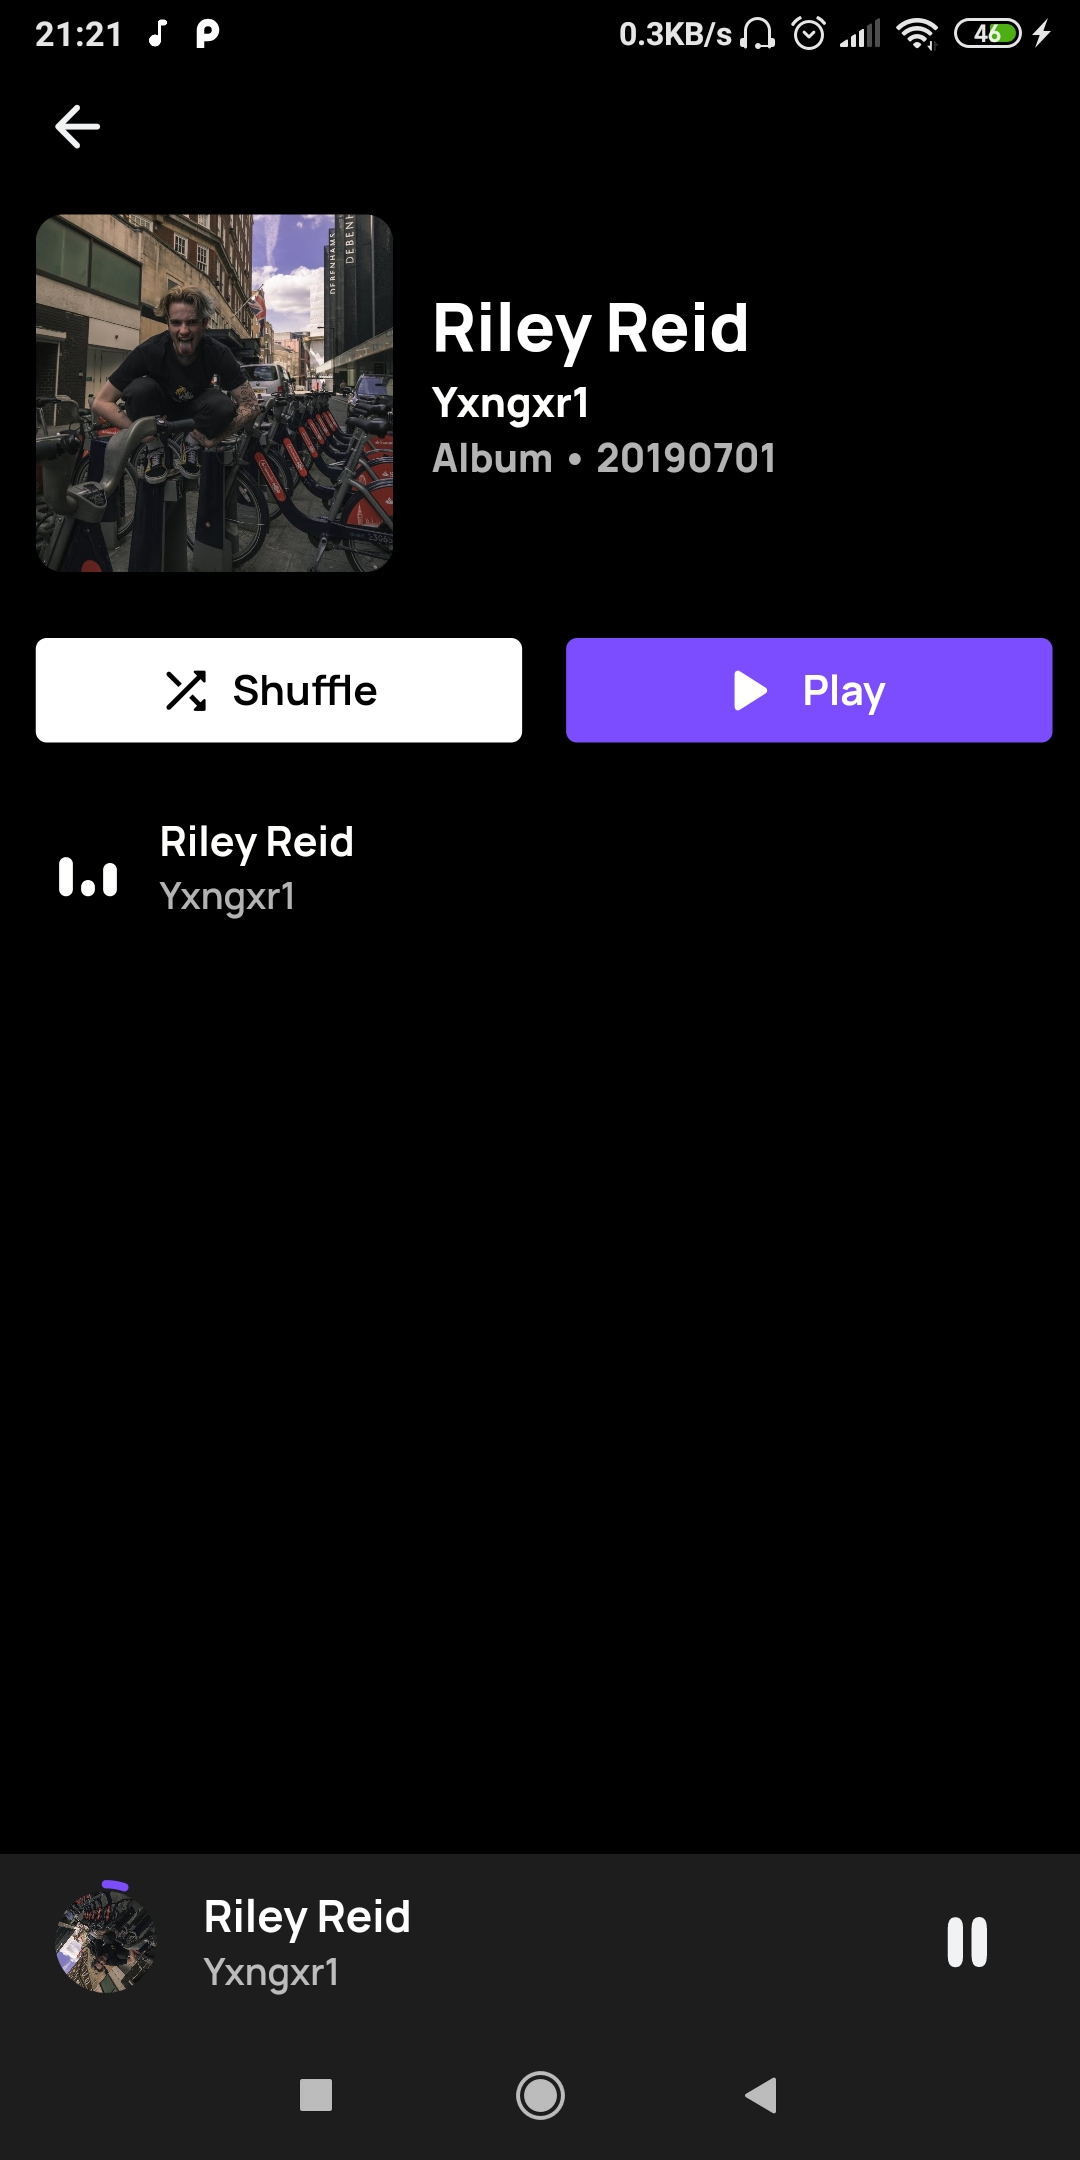 21:21
0.3KB/s
46
DEBENHAMS
DEBENH
Riley Reid
Yxngxr1
Album • 20190701
Shuffle
Play
Riley Reid
Yxngxr1
Riley Reid
Yxngxr1